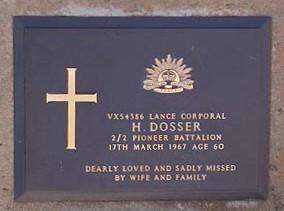 VX54386 LANCE CORPORAL
H. DOSSER
2/2 PIONEER BATTALION
17TH MARCH 1967 AGE 60
DEARLY LOVED AND SADLY MISSED
BY WIFE AND FAMILY